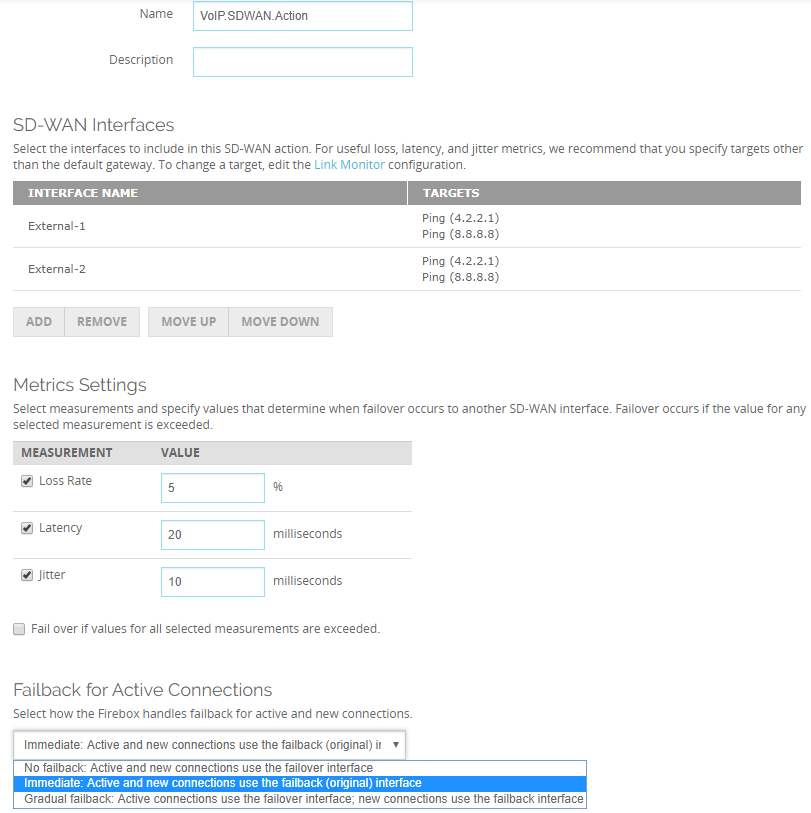 Name VoIP.SDWAN.Action
Description
SD-WAN Interfaces
Select the interfaces to include in this SD-WAN action. For useful loss, latency, and jitter metrics, we recommend that you specify targets other
than the default gateway. To change a target, edit the Link Monitor configuration.
INTERFACE NAME TARGETS
External-1 Ping (4.2.2.1)
Ping (8.8.8.8)
External-2 Ping (4.2.2.1)
Ping (8.8.8.8)
ADD REMOVE MOVE UP MOVE DOWN
Metrics Settings
Select measurements and specify values that determine when failover occurs to another SD-WAN interface. Failover occurs if the value for any
selected measurement is exceeded.
MEASUREMENT VALUE
Loss Rate 5 %
Latency 20 milliseconds
Jitter 10 milliseconds
Fail over if values for all selected measurements are exceeded.
Failback for Active Connections
Select how the Firebox handles failback for active and new connections.
Immediate: Active and new connections use the failback (original) ir
No failback: Active and new connections use the failover interface
Immediate: Active and new connections use the failback (original) interface
Gradual failback: Active connections use the failover interface; new connections use the failback interface